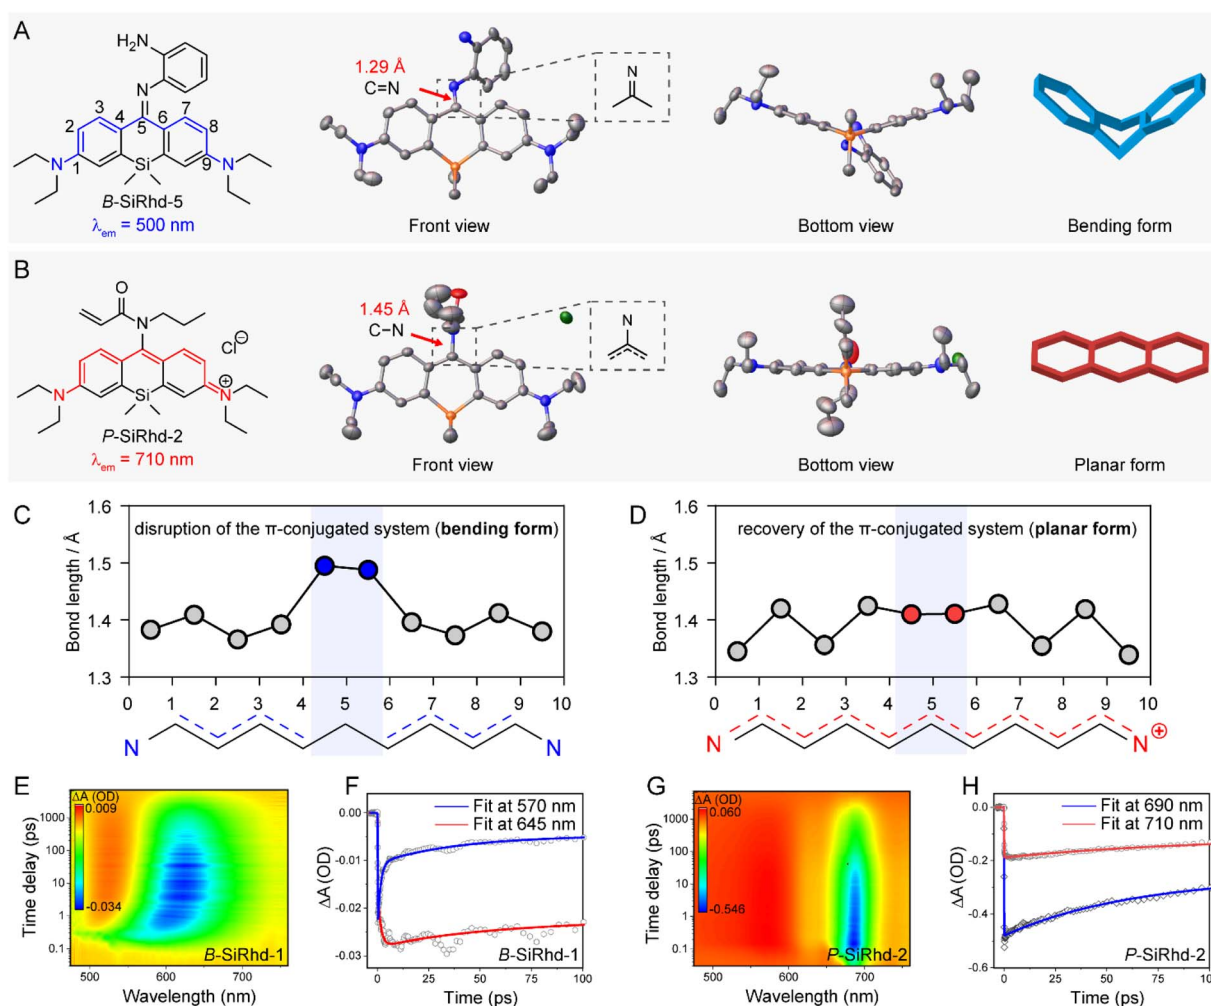 A
H₂N
N
3
4
5
6
7
2
8
N
1
Si
9
N
B-SiRhd-5
λem = 500 nm
1.29 Å
C=N
N
Front view
Bottom view
Bending form
B
O
N
Cl⊖
N
Si
N
⊕
P-SiRhd-2
λem = 710 nm
1.45 Å
C−N
N
Front view
Bottom view
Planar form
C
disruption of the π-conjugated system (bending form)
Bond length / Å
1.6
1.5
1.4
1.3
0 1 2 3 4 5 6 7 8 9 10
N N
D
recovery of the π-conjugated system (planar form)
Bond length / Å
1.6
1.5
1.4
1.3
0 1 2 3 4 5 6 7 8 9 10
N N⊕
E
ΔA (OD)
0.009
-0.034
Time delay (ps)
1000
100
10
1
0.1
500 600 700
Wavelength (nm)
B-SiRhd-1
F
Fit at 570 nm
Fit at 645 nm
ΔA (OD)
0.00
-0.01
-0.02
-0.03
0 25 50 75 100
Time (ps)
B-SiRhd-1
G
ΔA (OD)
0.060
-0.546
Time delay (ps)
1000
100
10
1
0.1
500 600 700
Wavelength (nm)
P-SiRhd-2
H
Fit at 690 nm
Fit at 710 nm
ΔA (OD)
0.0
-0.2
-0.4
-0.6
0 25 50 75 100
Time (ps)
P-SiRhd-2